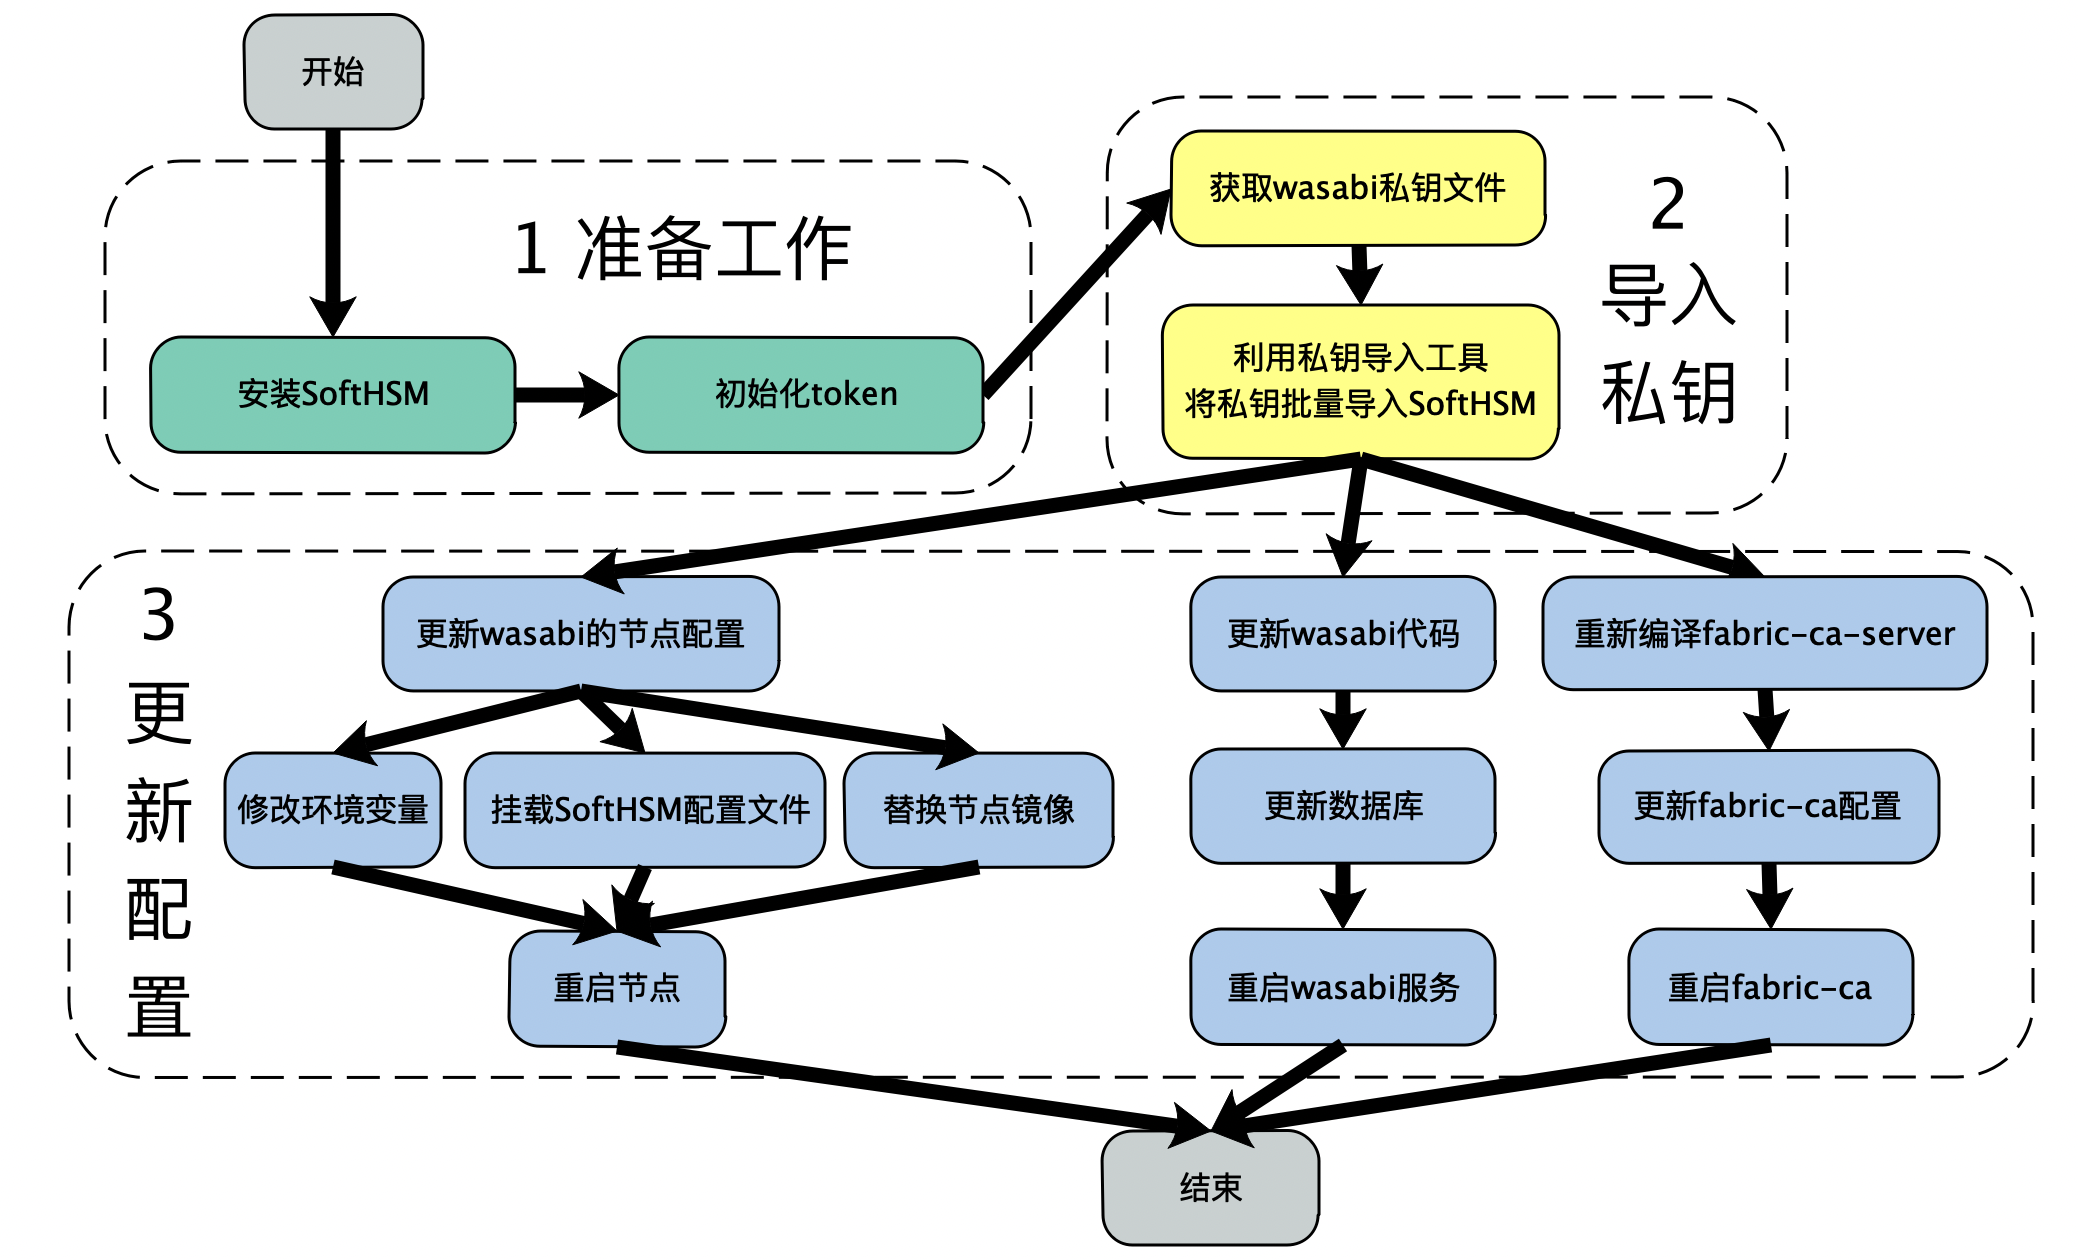 开始
1 准备工作
安装SoftHSM
初始化token
获取wasabi私钥文件
利用私钥导入工具
将私钥批量导入SoftHSM
2
导入
私钥
3
更
新
配
置
更新wasabi的节点配置
更新wasabi代码
重新编译fabric-ca-server
修改环境变量
挂载SoftHSM配置文件
替换节点镜像
更新数据库
更新fabric-ca配置
重启节点
重启wasabi服务
重启fabric-ca
结束